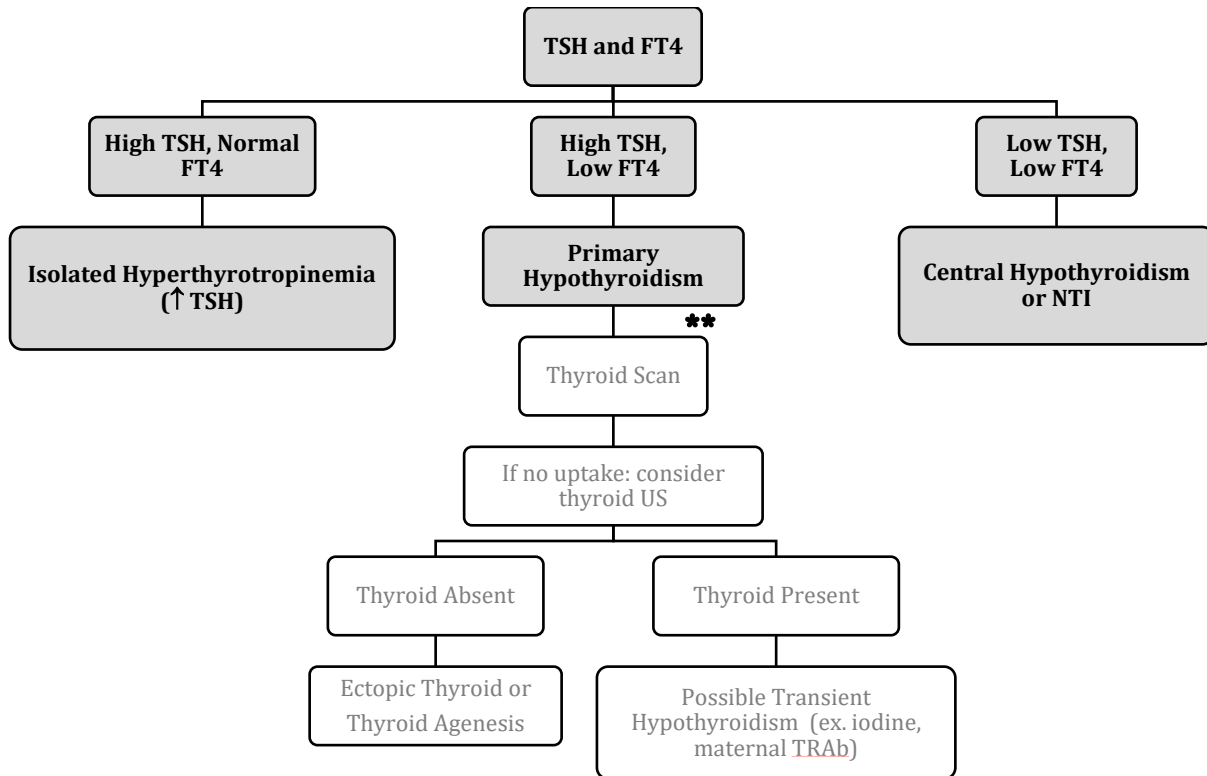 TSH and FT4
High TSH, Normal
FT4
High TSH,
Low FT4
Low TSH,
Low FT4
Isolated Hyperthyrotropinemia
(↑ TSH)
Primary
Hypothyroidism
Central Hypothyroidism
or NTI
**
Thyroid Scan
If no uptake: consider
thyroid US
Thyroid Absent
Thyroid Present
Ectopic Thyroid or
Thyroid Agenesis
Possible Transient
Hypothyroidism (ex. iodine,
maternal TRAb)